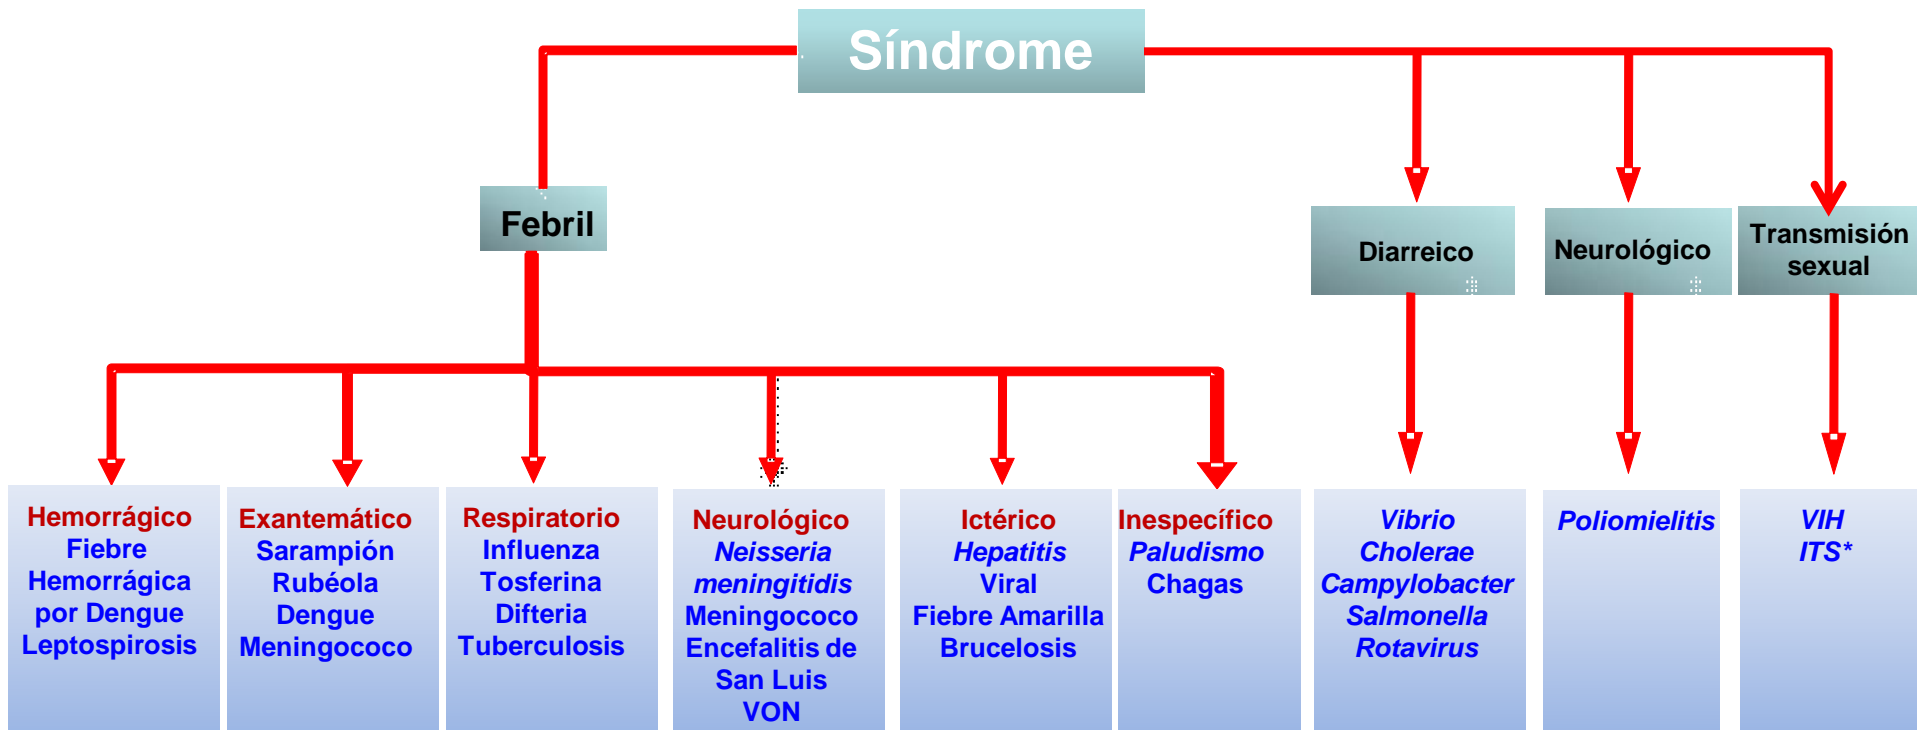 Síndrome
Febril
Diarreico
Neurológico
Transmisión
sexual
Hemorrágico
Fiebre
Hemorrágica
por Dengue
Leptospirosis
Exantemático
Sarampión
Rubéola
Dengue
Meningococo
Respiratorio
Influenza
Tosferina
Difteria
Tuberculosis
Neurológico
Neisseria
meningitidis
Meningococo
Encefalitis de
San Luis
VON
Ictérico
Hepatitis
Viral
Fiebre Amarilla
Brucelosis
Inespecífico
Paludismo
Chagas
Vibrio
Cholerae
Campylobacter
Salmonella
Rotavirus
Poliomielitis
VIH
ITS*